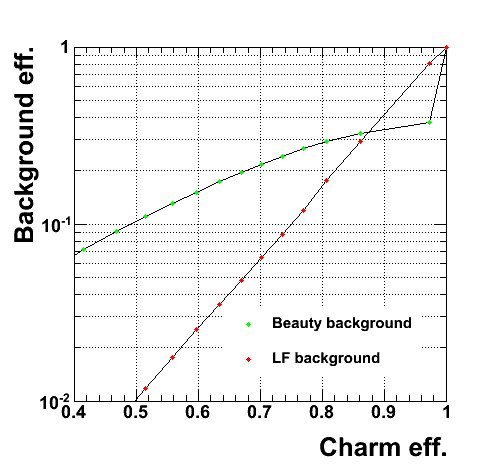 Background eff.
1
10-1
10-2
Beauty background
LF background
0.4 0.5 0.6 0.7 0.8 0.9 1
Charm eff.